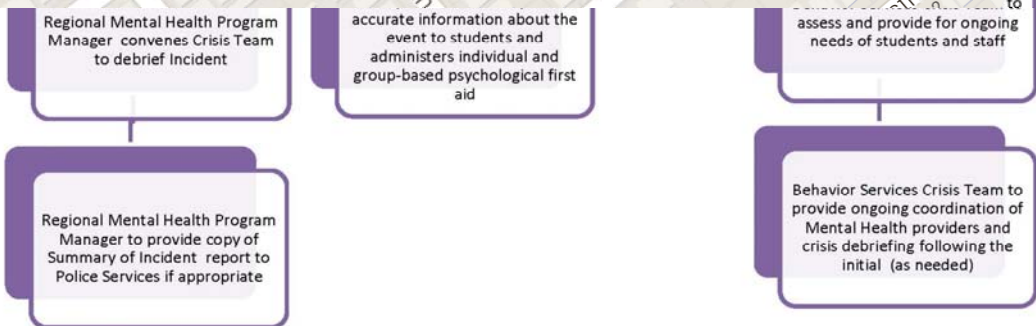 Regional Mental Health Program
Manager convenes Crisis Team
to debrief Incident
Regional Mental Health Program
Manager to provide copy of
Summary of Incident report to
Police Services if appropriate
accurate information about the
event to students and
administers individual and
group-based psychological first
aid
to
assess and provide for ongoing
needs of students and staff
Behavior Services Crisis Team to
provide ongoing coordination of
Mental Health providers and
crisis debriefing following the
initial (as needed)